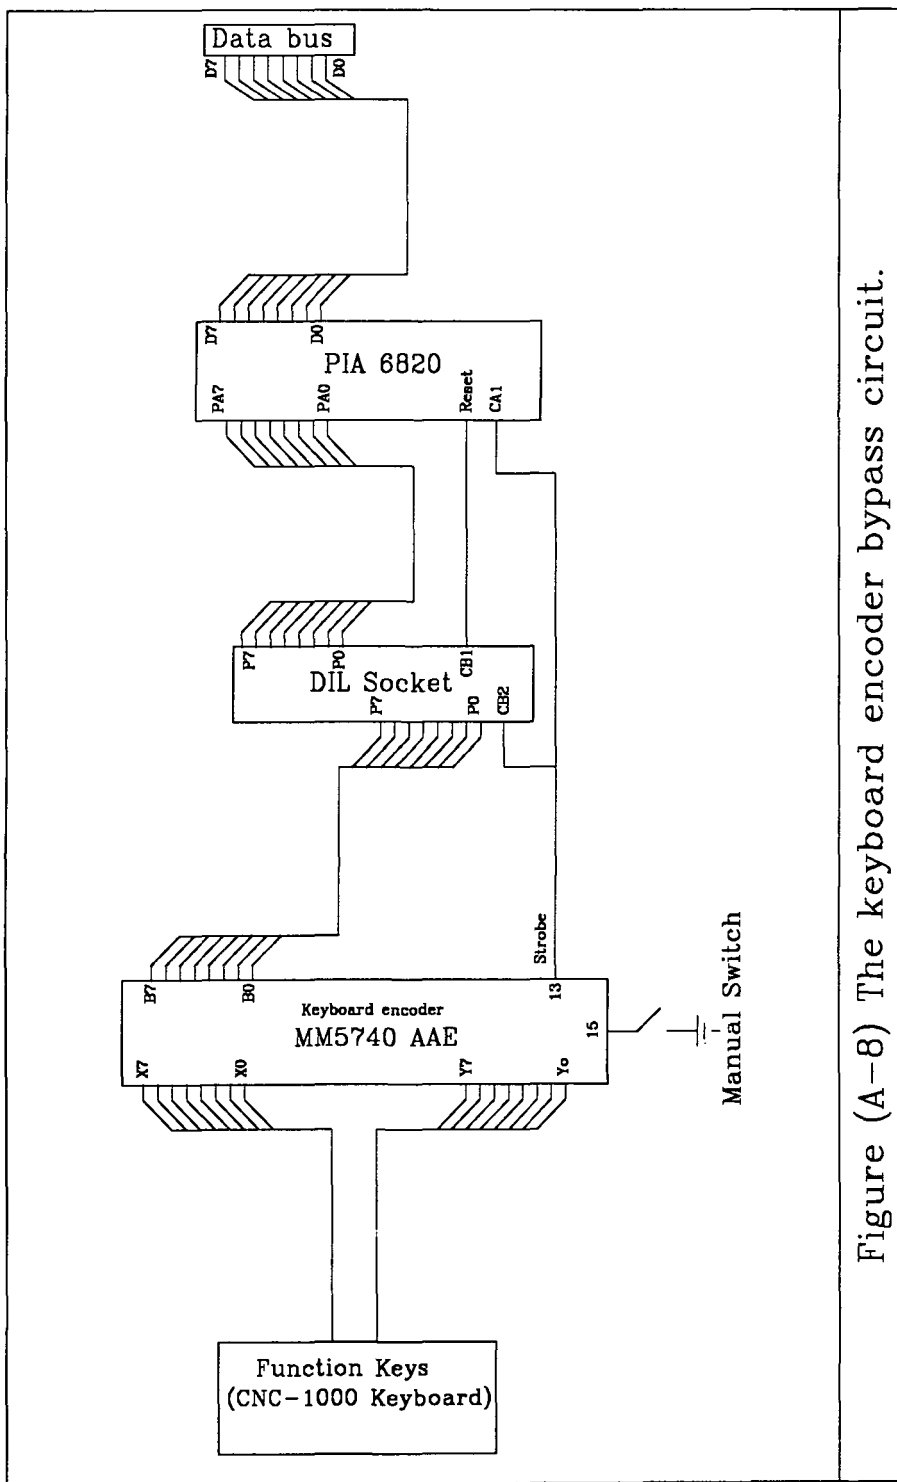 Data bus
D7
D0
D7
D0
PIA 6820
PA7
PA0
Reset
CA1
P7
P0
CB1
DIL Socket
P7
P0
CB2
B7
B0
Strobe
13
Keyboard encoder
MM5740 AAE
15
X7
X0
Y7
Yo
Manual Switch
Function Keys
(CNC-1000 Keyboard)
Figure (A-8) The keyboard encoder bypass circuit.